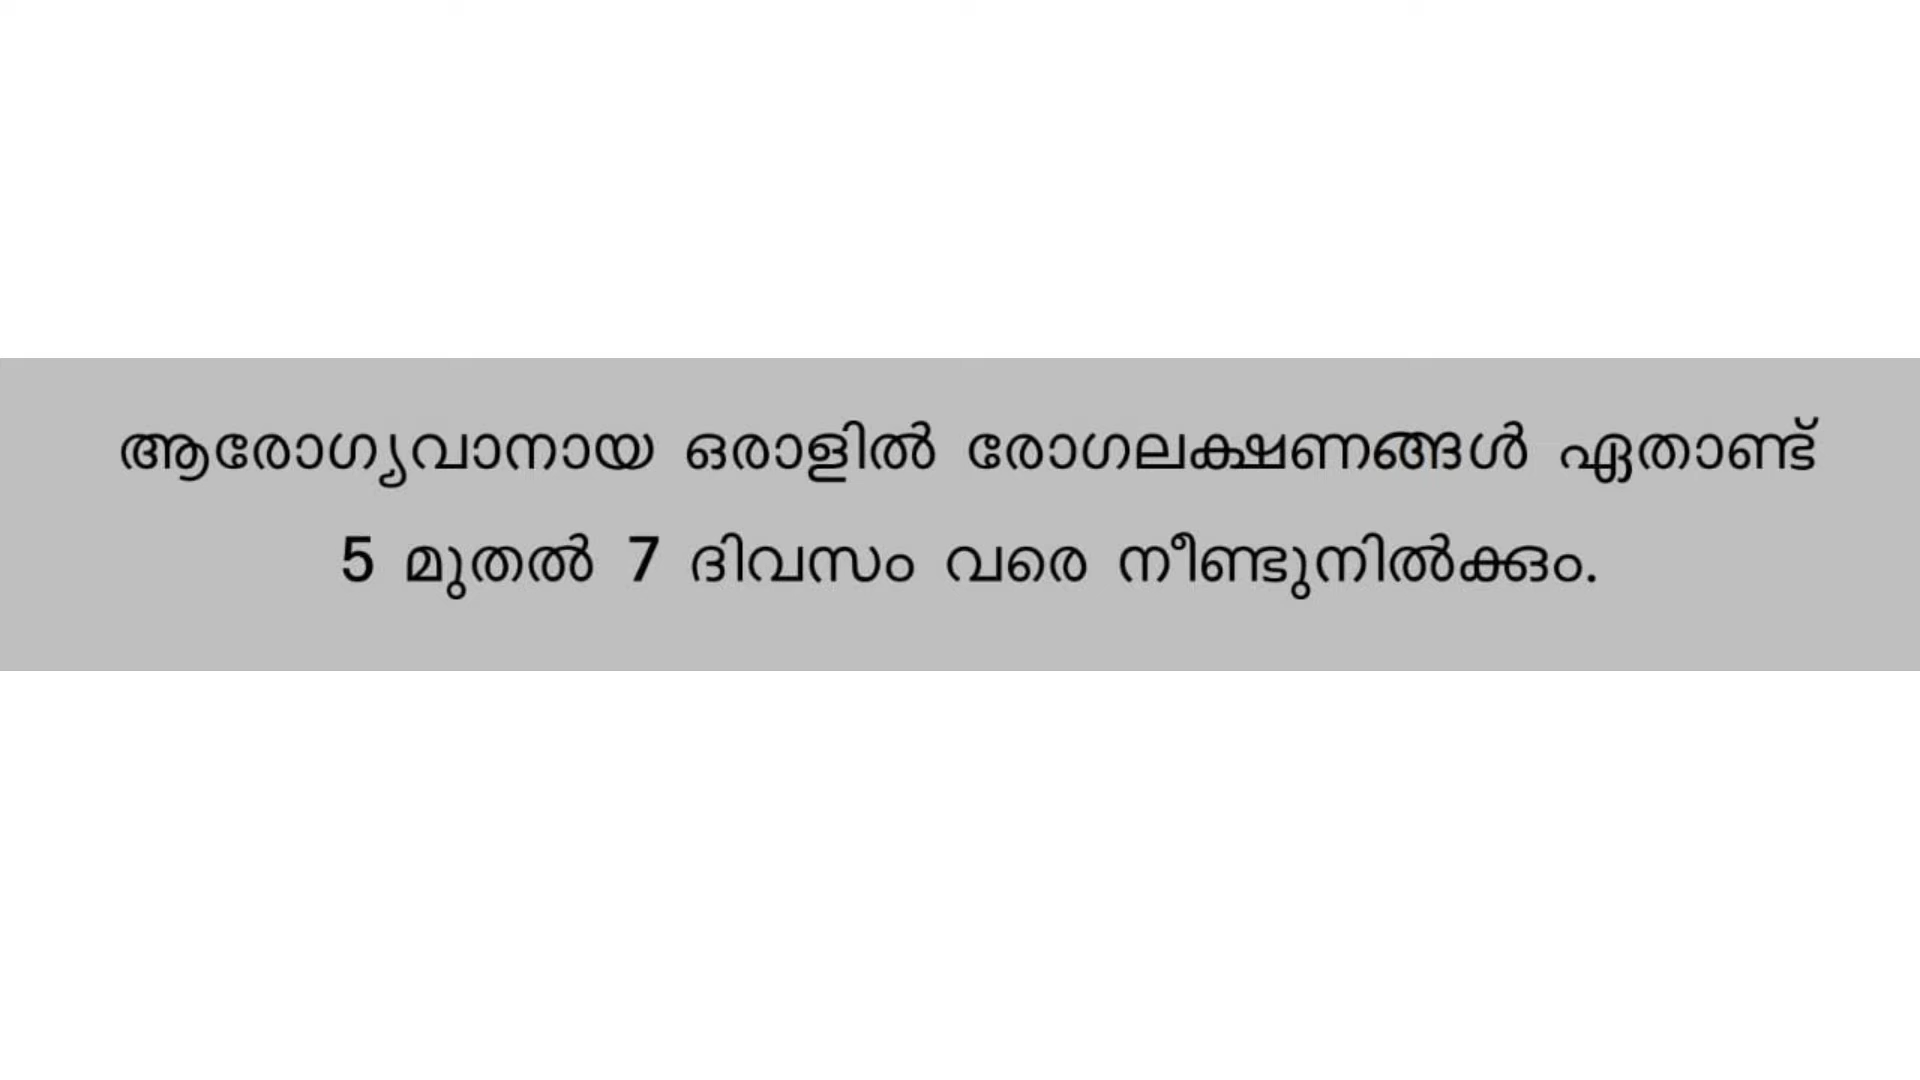 ആരോഗ്യവാനായ ഒരാളിൽ രോഗലക്ഷണങ്ങൾ ഏതാണ്ട്
5 മുതൽ 7 ദിവസം വരെ നീണ്ടുനിൽക്കും.